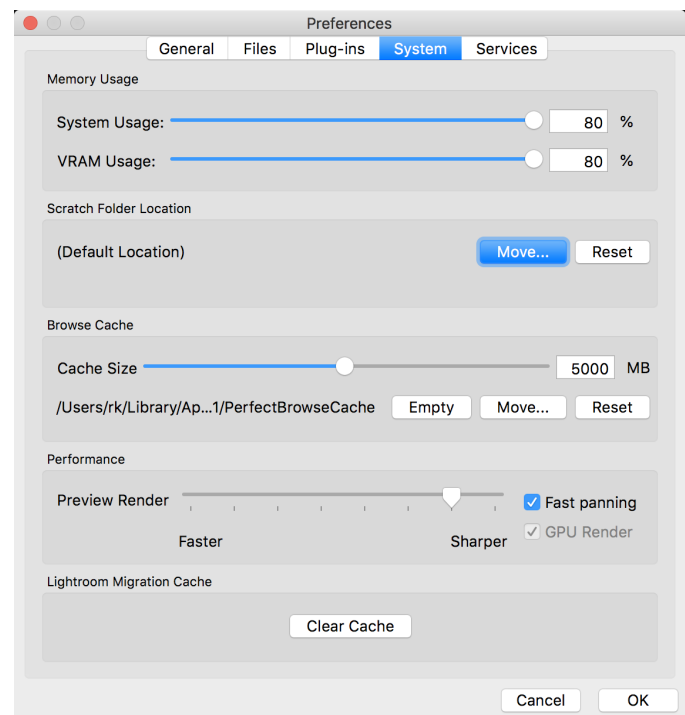 Preferences
General Files Plug-ins System Services
Memory Usage
System Usage: 80 %
VRAM Usage: 80 %
Scratch Folder Location
(Default Location) Move... Reset
Browse Cache
Cache Size 5000 MB
/Users/rk/Library/Ap...1/PerfectBrowseCache Empty Move... Reset
Performance
Preview Render Fast panning
GPU Render
Faster Sharper
Lightroom Migration Cache
Clear Cache
Cancel OK